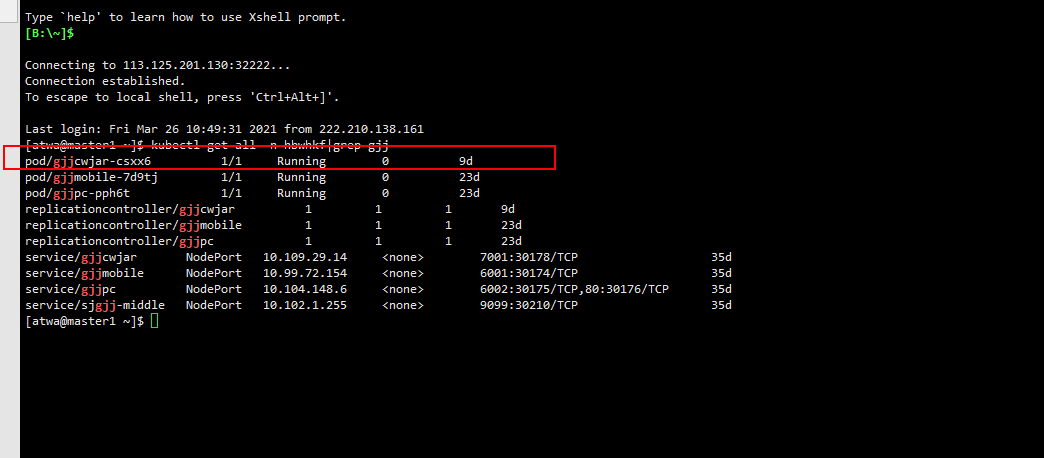 Type `help' to learn how to use Xshell prompt.
[B:\~]$
Connecting to 113.125.201.130:32222...
Connection established.
To escape to local shell, press 'Ctrl+Alt+]'.
Last login: Fri Mar 26 10:49:31 2021 from 222.210.138.161
[atwa@master1 ~]$ kubectl get all -n hbwhkf|grep gjj
pod/gjjcwjar-csxx6 1/1 Running 0 9d
pod/gjjmobile-7d9tj 1/1 Running 0 23d
pod/gjjpc-pph6t 1/1 Running 0 23d
replicationcontroller/gjjcwjar 1 1 1 9d
replicationcontroller/gjjmobile 1 1 1 23d
replicationcontroller/gjjpc 1 1 1 23d
service/gjjcwjar NodePort 10.109.29.14 <none> 7001:30178/TCP 35d
service/gjjmobile NodePort 10.99.72.154 <none> 6001:30174/TCP 35d
service/gjjpc NodePort 10.104.148.6 <none> 6002:30175/TCP,80:30176/TCP 35d
service/sjgjj-middle NodePort 10.102.1.255 <none> 9099:30210/TCP 35d
[atwa@master1 ~]$